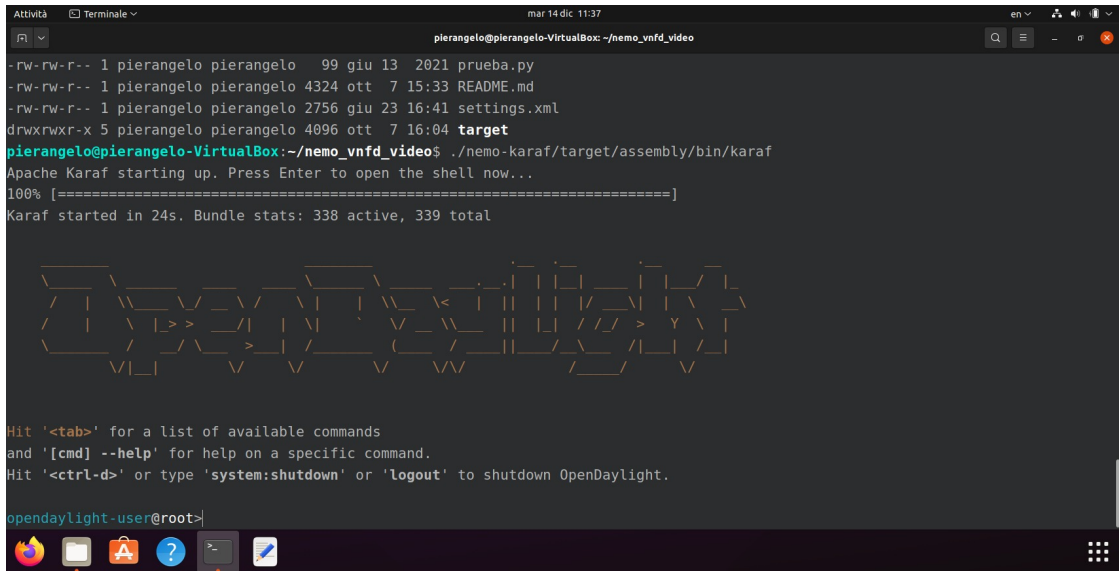 Attività Terminale mar 14 dic 11:37 en
pierangelo@pierangelo-VirtualBox: ~/nemo_vnfd_video
-rw-rw-r-- 1 pierangelo pierangelo   99 giu 13  2021 prueba.py
-rw-rw-r-- 1 pierangelo pierangelo 4324 ott  7 15:33 README.md
-rw-rw-r-- 1 pierangelo pierangelo 2756 giu 23 16:41 settings.xml
drwxrwxr-x 5 pierangelo pierangelo 4096 ott  7 16:04 target
pierangelo@pierangelo-VirtualBox:~/nemo_vnfd_video$ ./nemo-karaf/target/assembly/bin/karaf
Apache Karaf starting up. Press Enter to open the shell now...
100% [========================================================================]
Karaf started in 24s. Bundle stats: 338 active, 339 total
OpenDaylight
Hit '<tab>' for a list of available commands
and '[cmd] --help' for help on a specific command.
Hit '<ctrl-d>' or type 'system:shutdown' or 'logout' to shutdown OpenDaylight.
opendaylight-user@root>